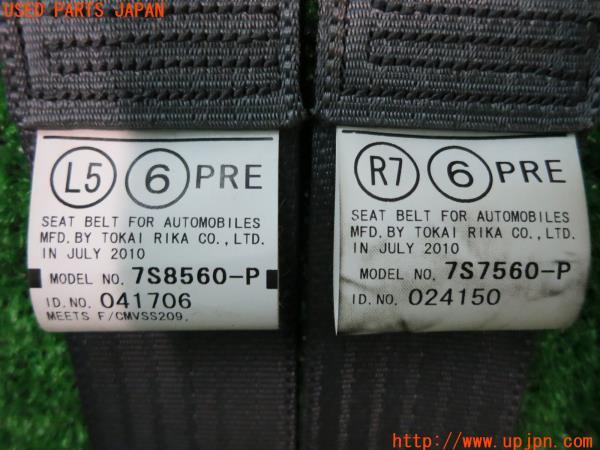 USED PARTS JAPAN
L5 6 PRE
SEAT BELT FOR AUTOMOBILES
MFD. BY TOKAI RIKA CO., LTD.
IN JULY 2010
MODEL NO. 7S8560-P
ID.NO. 041706
MEETS F/CMVSS209.
R7 6 PRE
SEAT BELT FOR AUTOMOBILES
MFD. BY TOKAI RIKA CO., LTD.
IN JULY 2010
MODEL NO. 7S7560-P
ID.NO. 024150
http://www.upjpn.com/